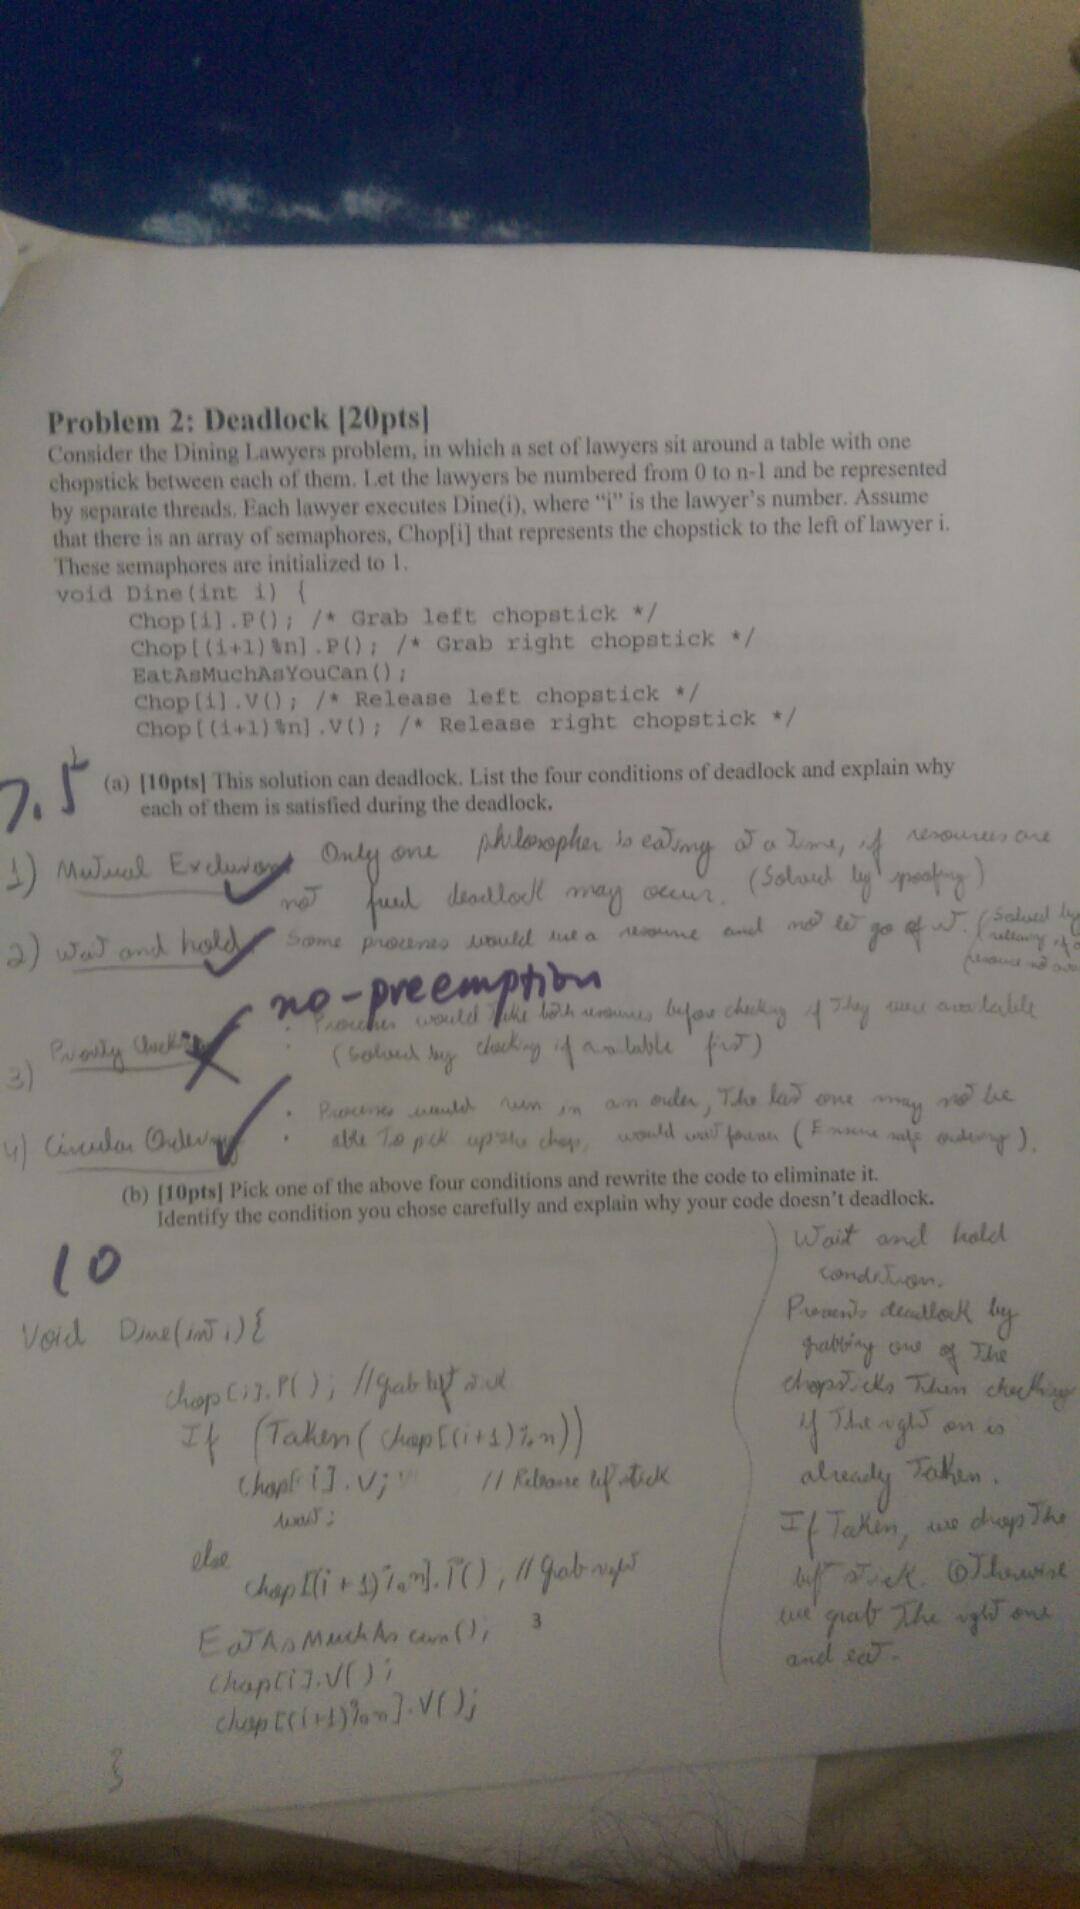 Problem 2: Deadlock [20pts]
Consider the Dining Lawyers problem, in which a set of lawyers sit around a table with one
chopstick between each of them. Let the lawyers be numbered from 0 to n-1 and be represented
by separate threads. Each lawyer executes Dine(i), where “i” is the lawyer's number. Assume
that there is an array of semaphores, Chop[i] that represents the chopstick to the left of lawyer i.
These semaphores are initialized to 1.
void Dine(int i) {
Chop[i].P(); /* Grab left chopstick */
Chop[(i+1)%n].P(); /* Grab right chopstick */
EatAsMuchAsYouCan();
Chop[i].V(); /* Release left chopstick */
Chop[(i+1)%n].V(); /* Release right chopstick */
7.5
(a) [10pts] This solution can deadlock. List the four conditions of deadlock and explain why
each of them is satisfied during the deadlock.
1) Mutual Exclusion Only one philosopher is eating at a time, if resources are
not deadlock may occur. (Solved by spoofing)
2) Wait and hold Some processes would use a resource and not let go of it. (Solved by
no-preemption
3) Priority Checking Processes would take both resources before checking if they were available
(Solved by checking if available first)
4) Circular Ordering Processes would run in an order, The last one may not be
able to pick up the chop, would wait forever (Ensure safe ordering).
(b) [10pts] Pick one of the above four conditions and rewrite the code to eliminate it.
Identify the condition you chose carefully and explain why your code doesn't deadlock.
10
Void Dine(int i){
chop[i].P(); //grab left stick
If (Taken(chop[(i+1)%n))
Chop[i].V; // Release left stick
wait;
else
chop[(i+1)%n].P(), //grab right
EatAsMuchAs can();
chop[i].V();
chop[(i+1)%n].V();
}
Wait and hold
condition.
Prevents deadlock by
grabbing one of The
chopsticks Then checking
if The right on is
already Taken.
If Taken, we drop The
left stick. Otherwise
we grab The right one
and eat.
3